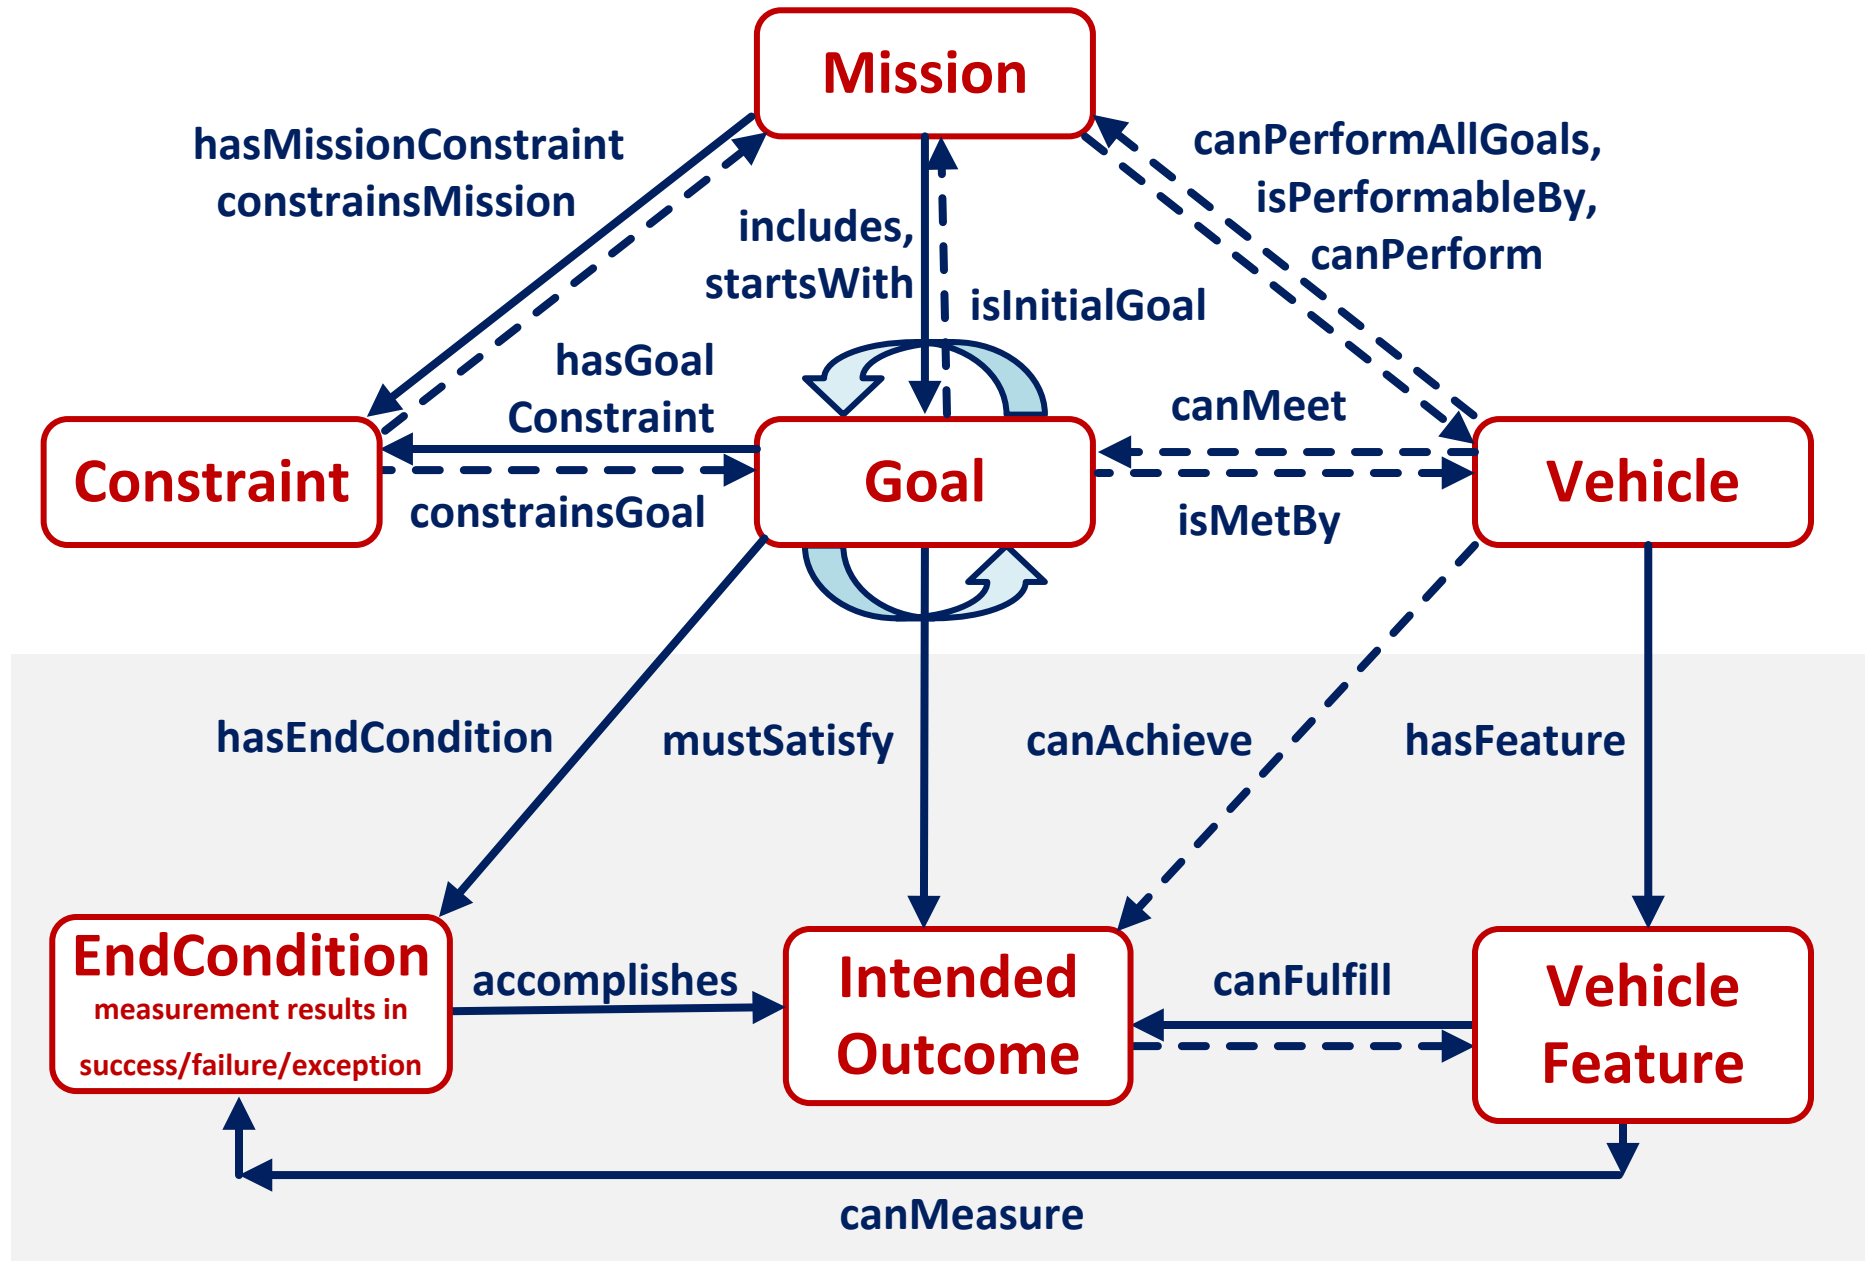 Mission
hasMissionConstraint
constrainsMission
canPerformAllGoals,
isPerformableBy,
canPerform
includes,
startsWith
isInitialGoal
hasGoal
Constraint
canMeet
Constraint
Goal
Vehicle
constrainsGoal
isMetBy
hasEndCondition
mustSatisfy
canAchieve
hasFeature
EndCondition
measurement results in
success/failure/exception
accomplishes
Intended
Outcome
canFulfill
Vehicle
Feature
canMeasure